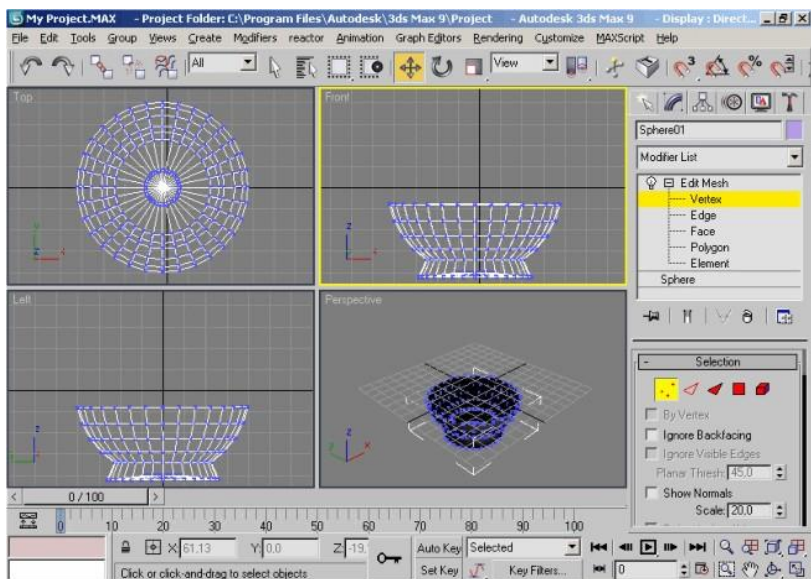 My Project.MAX - Project Folder: C:\Program Files\Autodesk\3ds Max 9\Project - Autodesk 3ds Max 9 - Display : Direct...
File Edit Tools Group Views Create Modifiers reactor Animation Graph Editors Rendering Customize MAXScript Help
All View
Top
Front
Left
Perspective
Sphere01
Modifier List
Edit Mesh
Vertex
Edge
Face
Polygon
Element
Sphere
- Selection
By Vertex
Ignore Backfacing
Ignore Visible Edges
Planar Thresh: 45,0
Show Normals
Scale: 20,0
< 0 / 100 >
0 10 20 30 40 50 60 70 80 90 100
X: 61.13 Y: 0.0 Z: -19. Auto Key Selected
Click or click-and-drag to select objects Set Key Key Filters... 0